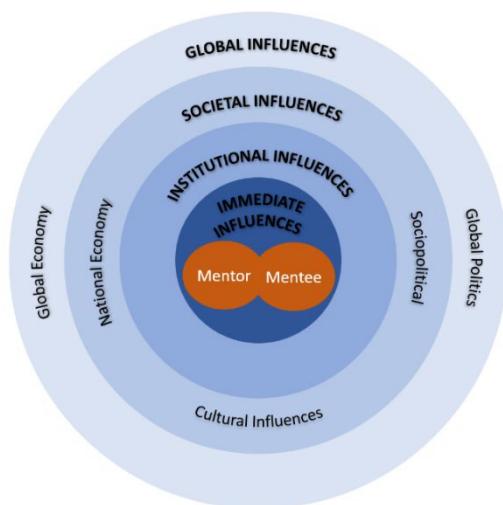 GLOBAL INFLUENCES
SOCIETAL INFLUENCES
INSTITUTIONAL INFLUENCES
IMMEDIATE
INFLUENCES
Mentor
Mentee
Global Economy
National Economy
Sociopolitical
Global Politics
Cultural Influences